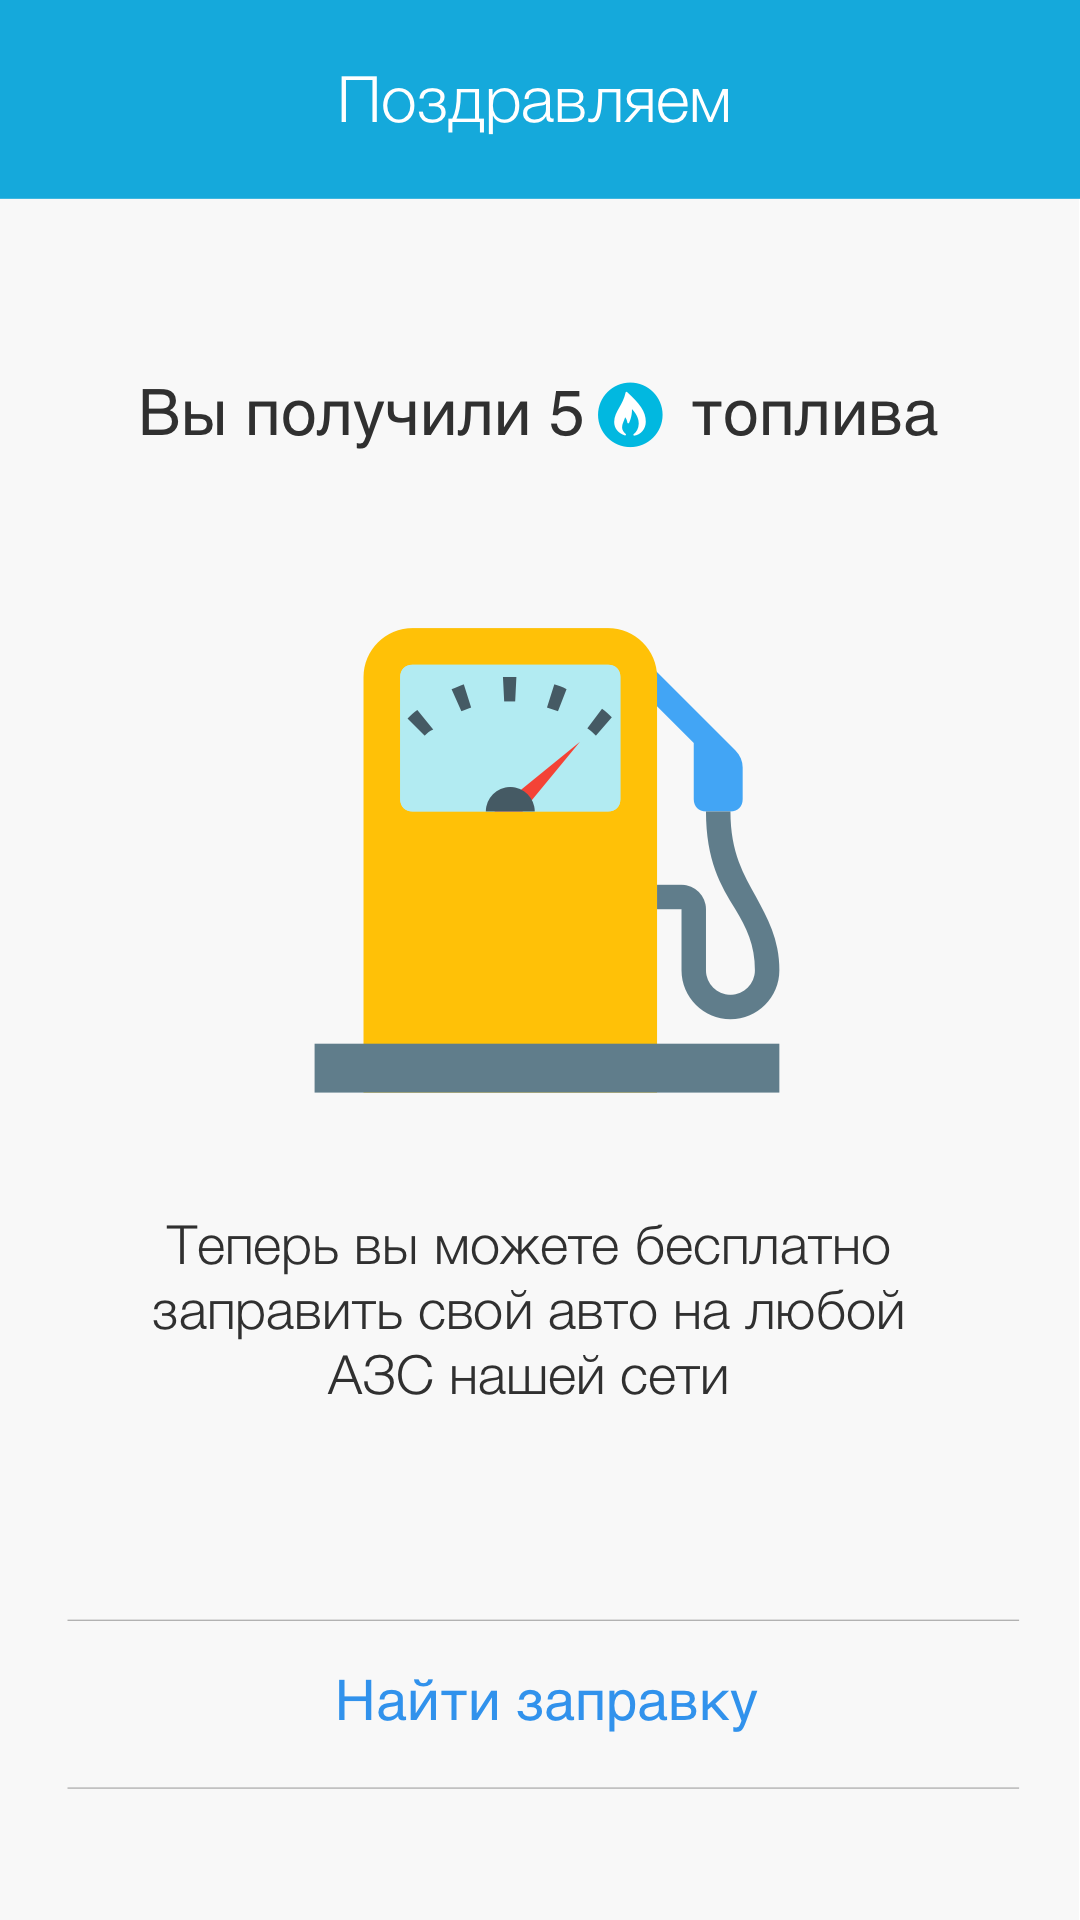 Поздравляем
Вы получили 5 топлива
Теперь вы можете бесплатно
заправить свой авто на любой
АЗС нашей сети
Найти заправку